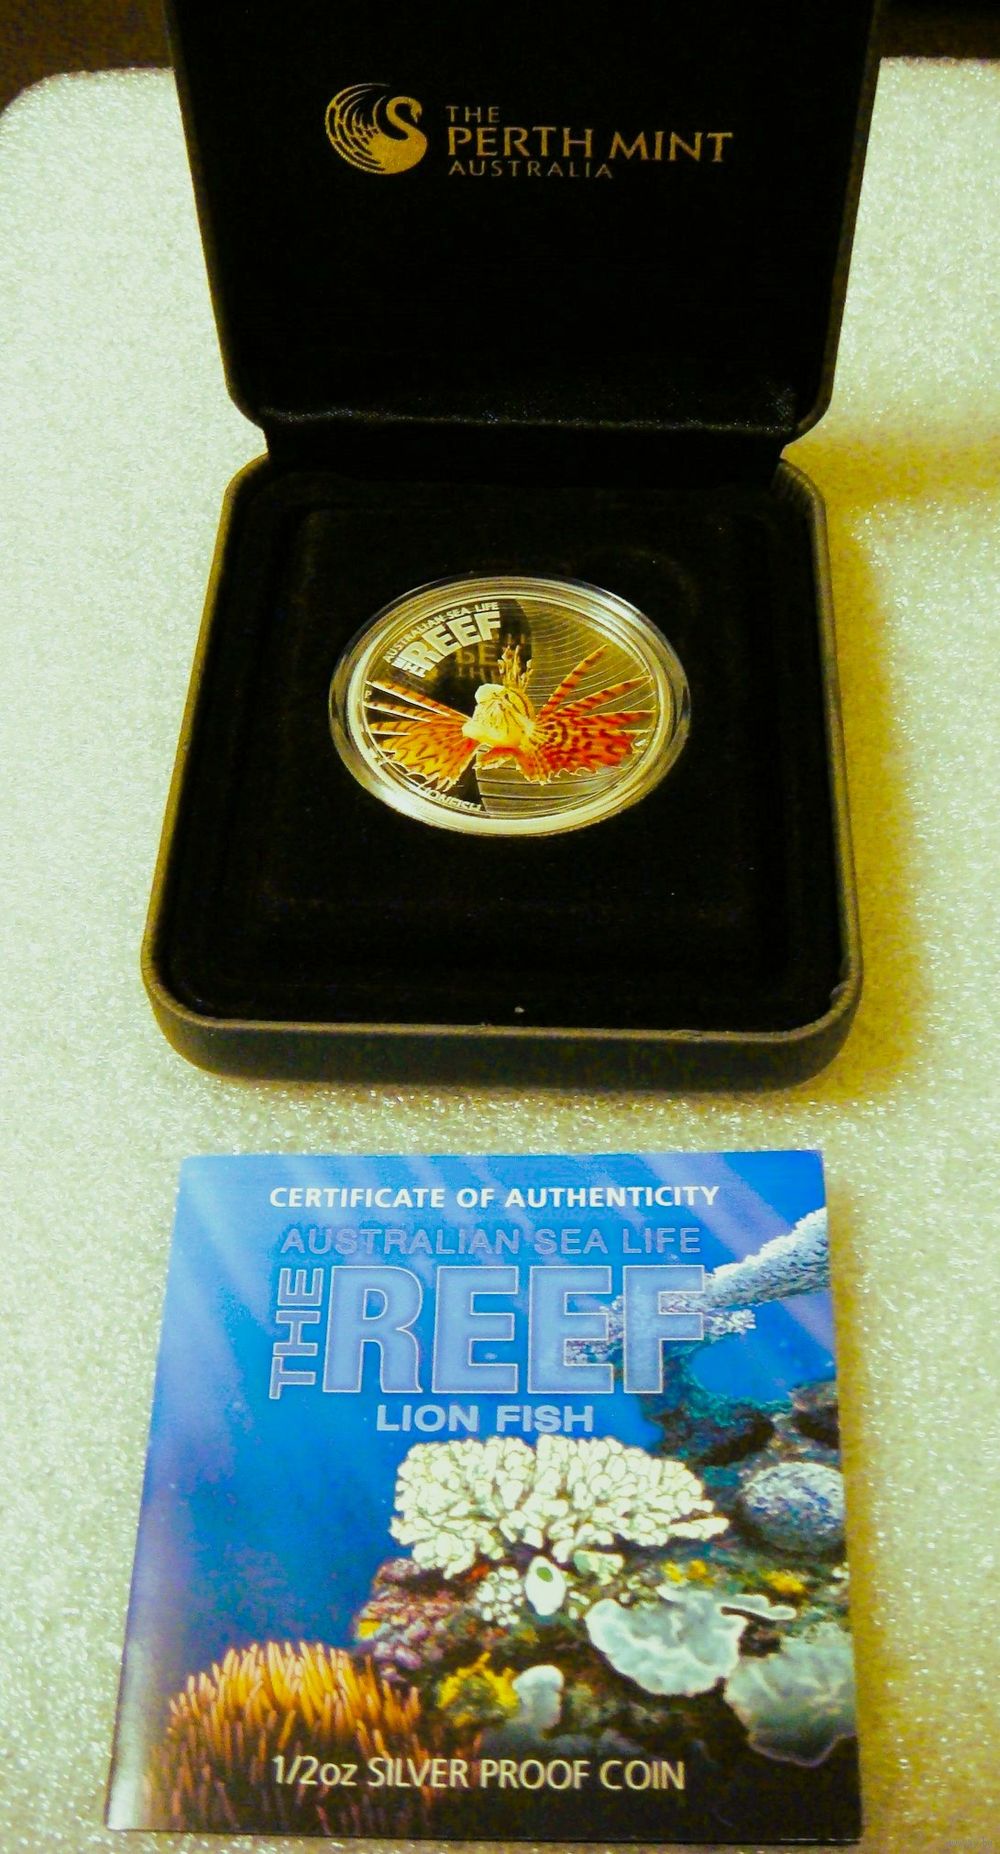 THE
PERTH MINT
AUSTRALIA
AUSTRALIAN SEA LIFE
THE REEF
P
LIONFISH
CERTIFICATE OF AUTHENTICITY
AUSTRALIAN SEA LIFE
THE REEF
LION FISH
1/2oz SILVER PROOF COIN